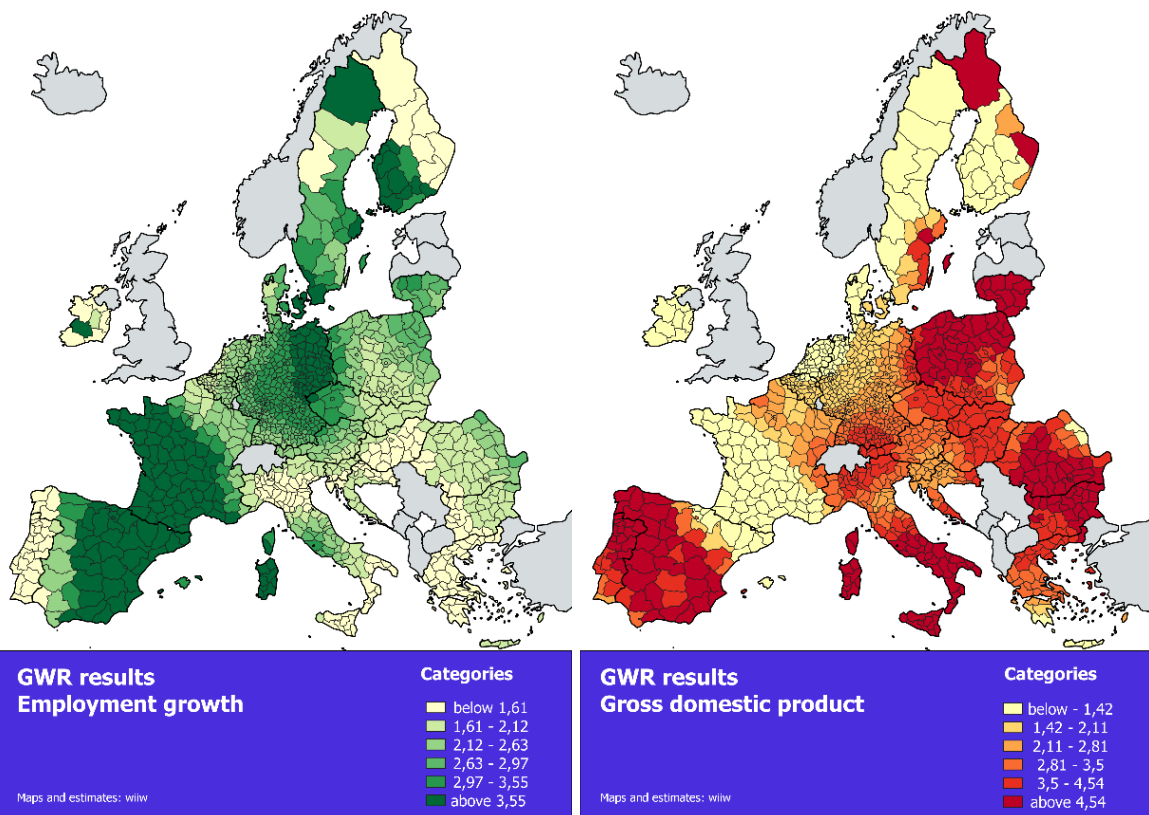 GWR results
Employment growth
Categories
below 1,61
1,61 - 2,12
2,12 - 2,63
2,63 - 2,97
2,97 - 3,55
above 3,55
Maps and estimates: wiiw
GWR results
Gross domestic product
Categories
below - 1,42
1,42 - 2,11
2,11 - 2,81
2,81 - 3,5
3,5 - 4,54
above 4,54
Maps and estimates: wiiw